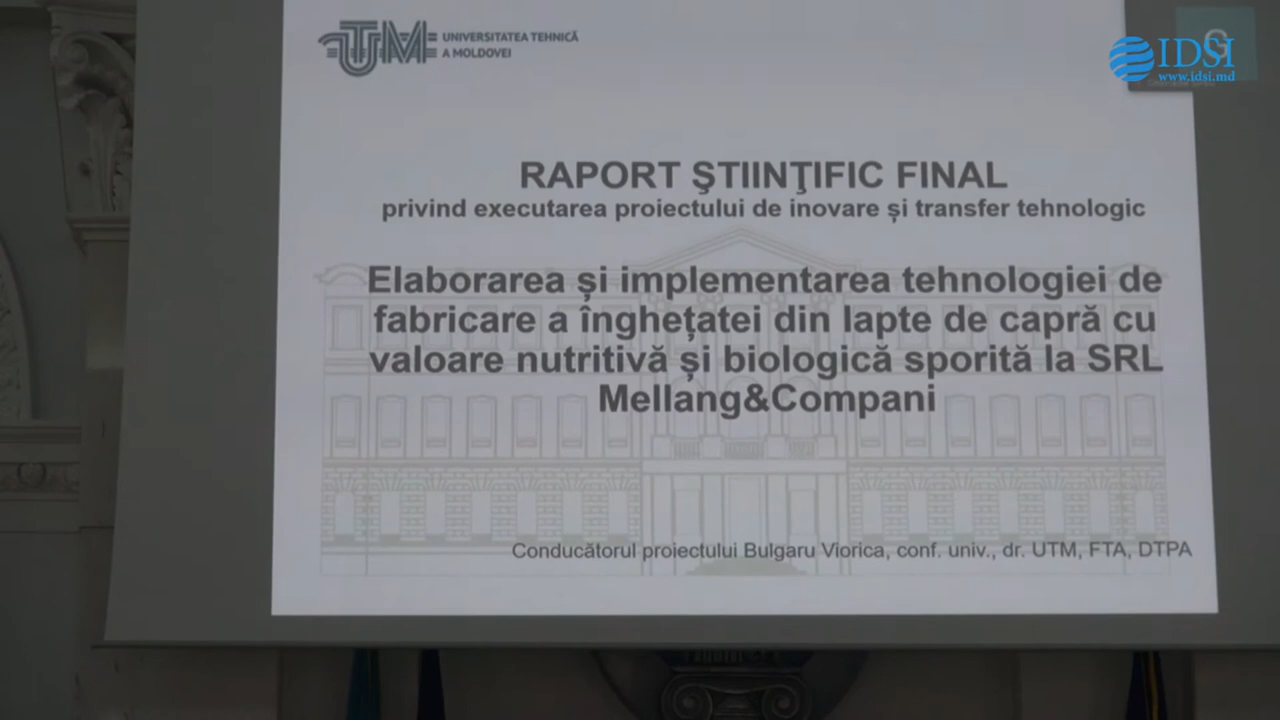 UTM UNIVERSITATEA TEHNICĂ
A MOLDOVEI
IDSI
www.idsi.md
RAPORT ŞTIINŢIFIC FINAL
privind executarea proiectului de inovare și transfer tehnologic
Elaborarea și implementarea tehnologiei de
fabricare a înghețatei din lapte de capră cu
valoare nutritivă și biologică sporită la SRL
Mellang&Compani
Conducătorul proiectului Bulgaru Viorica, conf. univ., dr. UTM, FTA, DTPA